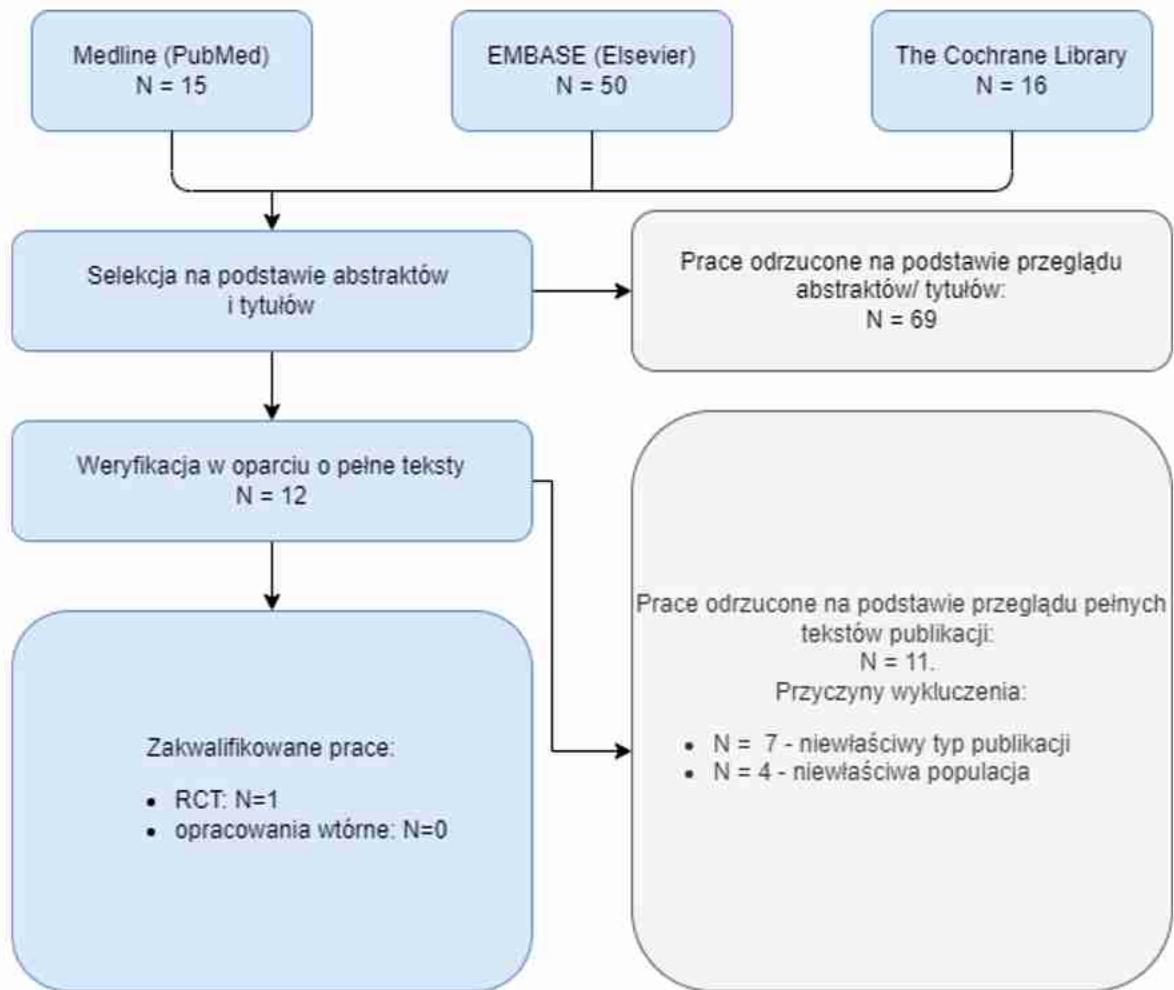 Medline (PubMed)
N = 15
EMBASE (Elsevier)
N = 50
The Cochrane Library
N = 16
Selekcja na podstawie abstraktów
i tytułów
Prace odrzucone na podstawie przeglądu
abstraktów/ tytułów:
N = 69
Weryfikacja w oparciu o pełne teksty
N = 12
Prace odrzucone na podstawie przeglądu pełnych
tekstów publikacji:
N = 11.
Przyczyny wykluczenia:
• N = 7 - niewłaściwy typ publikacji
• N = 4 - niewłaściwa populacja
Zakwalifikowane prace:
• RCT: N=1
• opracowania wtórne: N=0